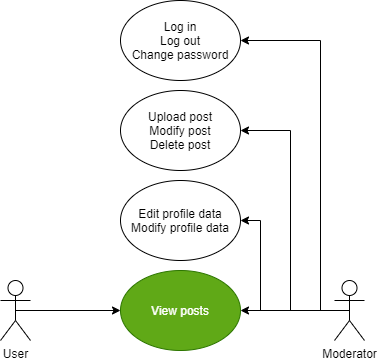 Log in
Log out
Change password
Upload post
Modify post
Delete post
Edit profile data
Modify profile data
View posts
User
Moderator